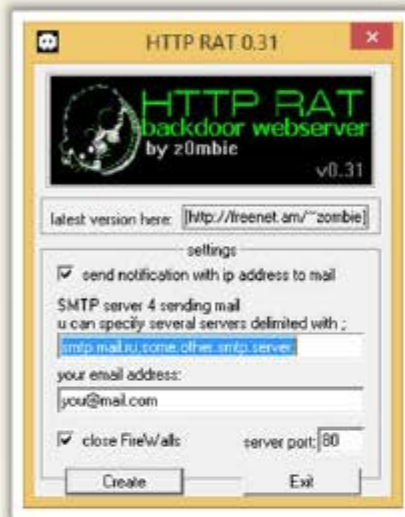 HTTP RAT 0.31
HTTP RAT
backdoor webserver
by z0mbie
v0.31
latest version here: [http://freenet.am/~zombie]
settings
send notification with ip address to mail
SMTP server 4 sending mail
u can specify several servers delimited with ;
smtp.mail.ru;some.other.smtp.server;
your email address:
you@mail.com
close FireWalls server port: 80
Create Exit